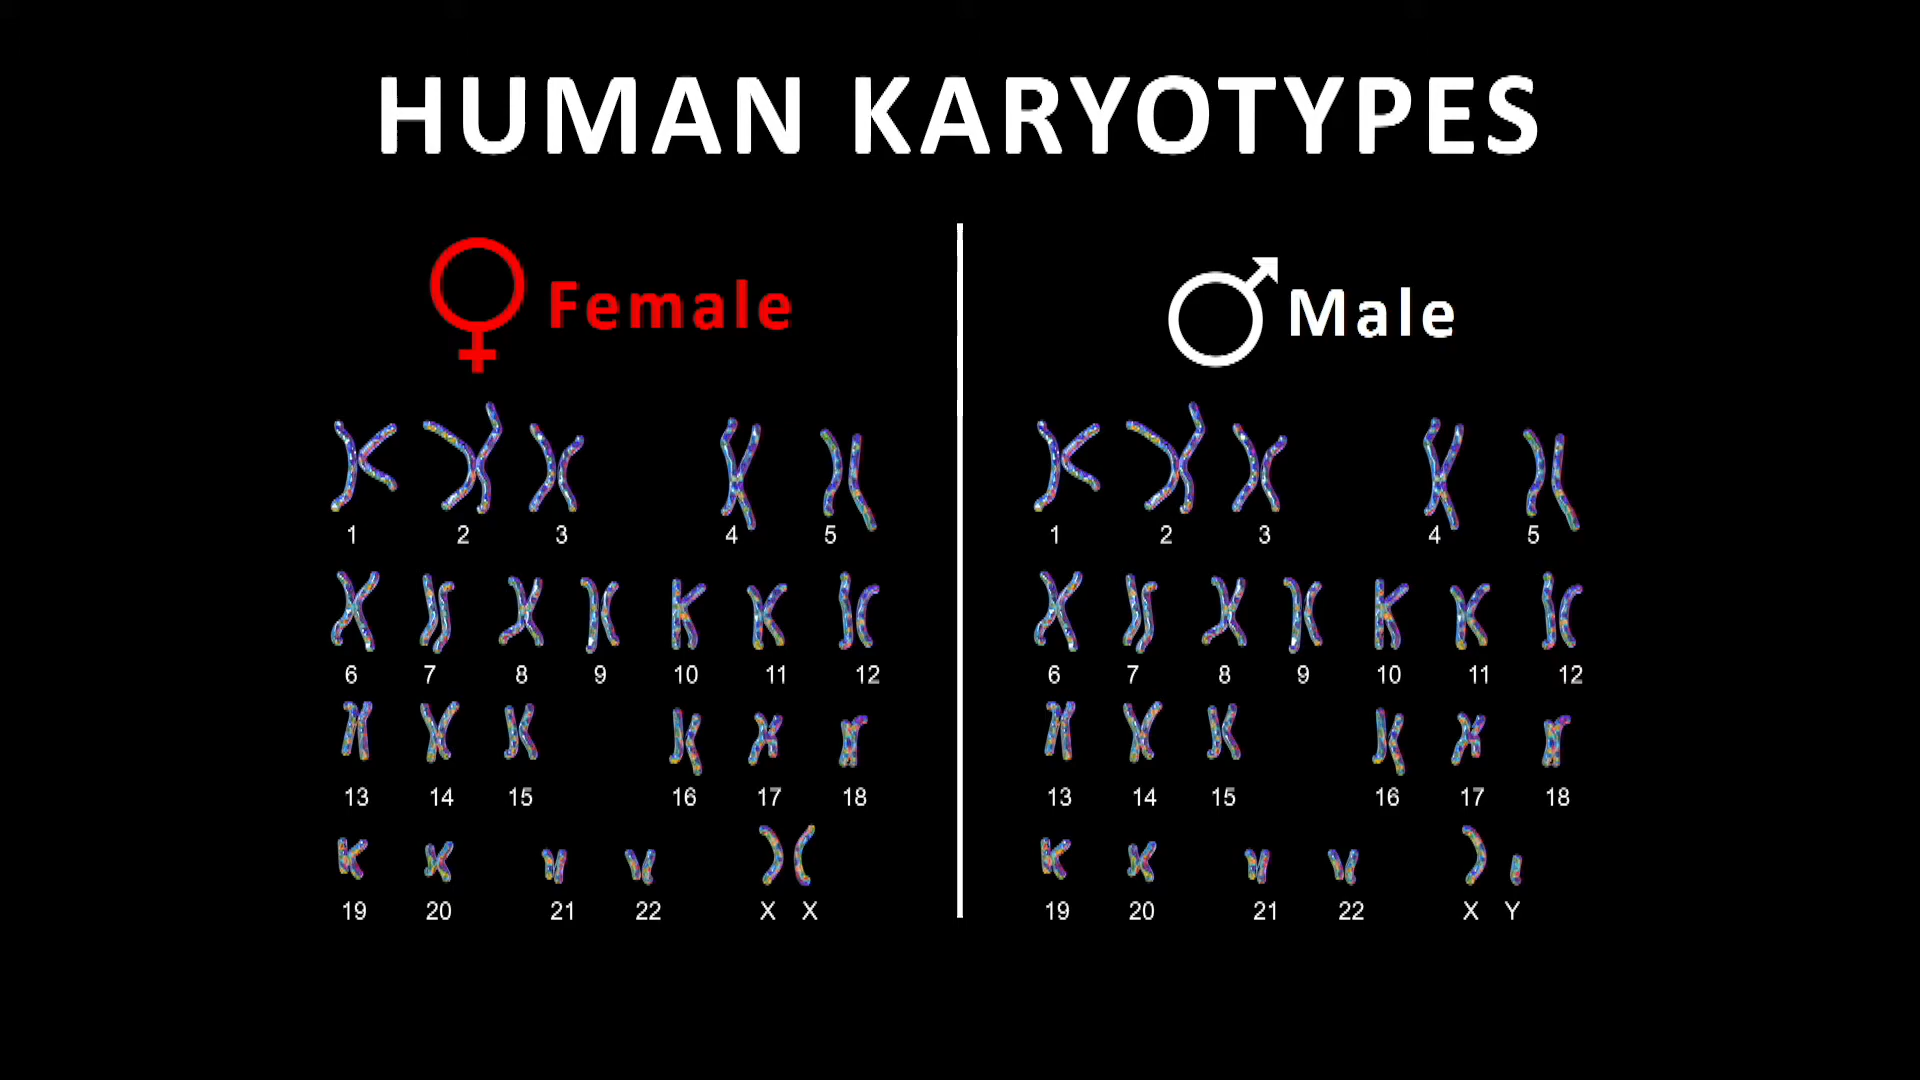 HUMAN KARYOTYPES
Female
1 2 3 4 5
6 7 8 9 10 11 12
13 14 15 16 17 18
19 20 21 22 X X
Male
1 2 3 4 5
6 7 8 9 10 11 12
13 14 15 16 17 18
19 20 21 22 X Y